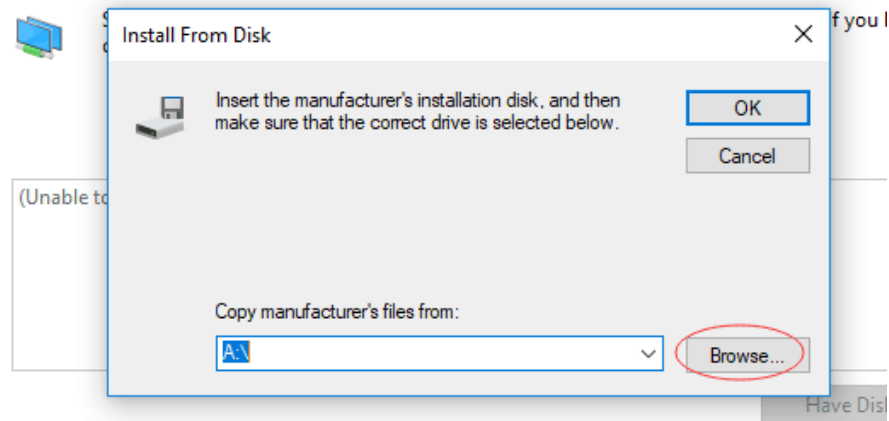 f you
Install From Disk
Insert the manufacturer's installation disk, and then
make sure that the correct drive is selected below.
OK
Cancel
(Unable to
Copy manufacturer's files from:
A:\
Browse...
Have Disk